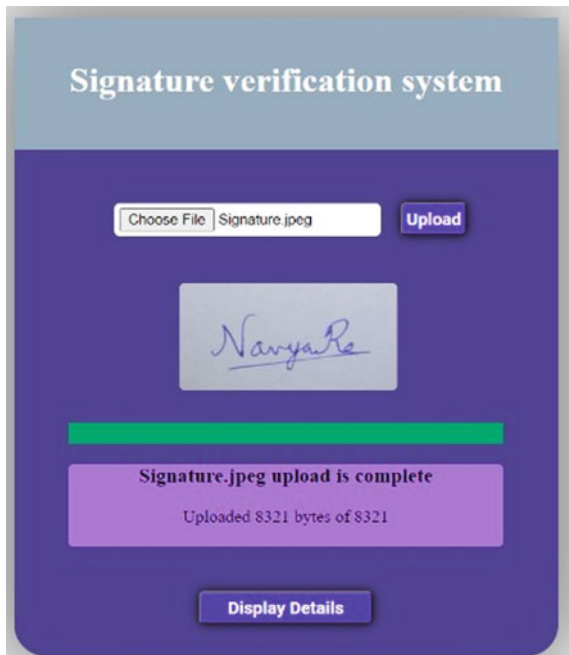 Signature verification system
Choose File Signature.jpeg Upload
NavyaRe
Signature.jpeg upload is complete
Uploaded 8321 bytes of 8321
Display Details